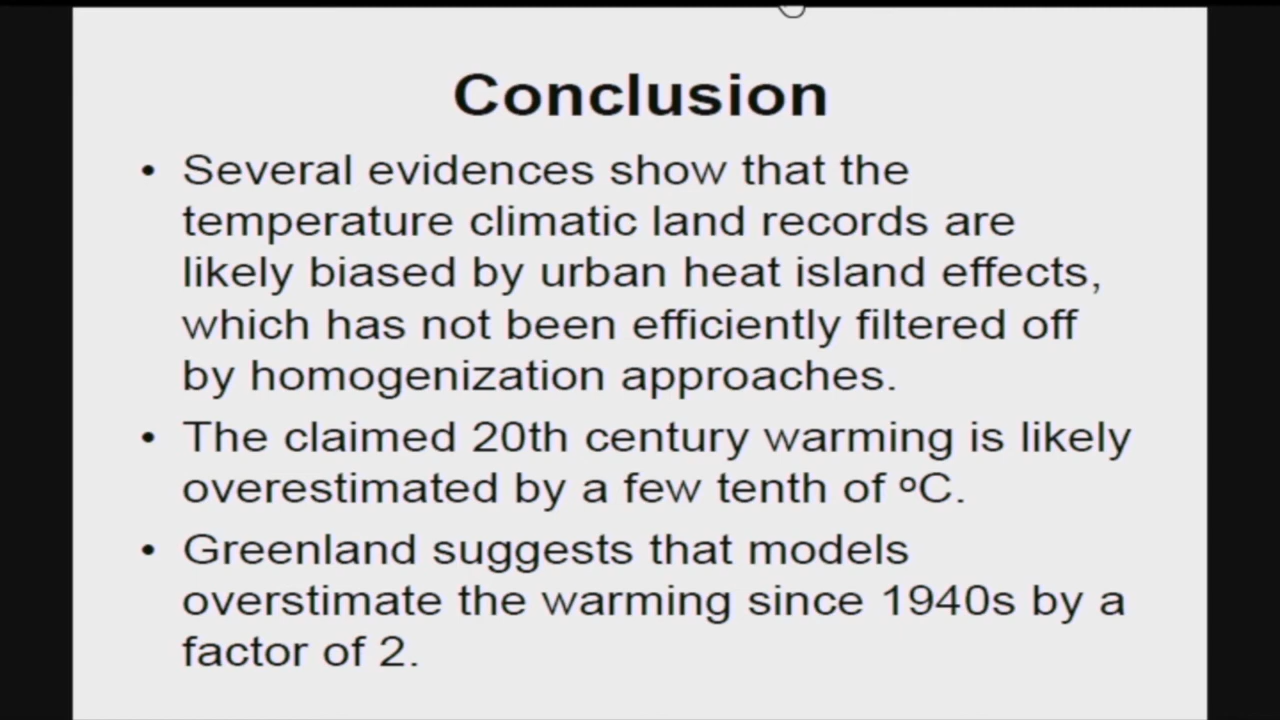 Conclusion
• Several evidences show that the
temperature climatic land records are
likely biased by urban heat island effects,
which has not been efficiently filtered off
by homogenization approaches.
• The claimed 20th century warming is likely
overestimated by a few tenth of ºC.
• Greenland suggests that models
overstimate the warming since 1940s by a
factor of 2.